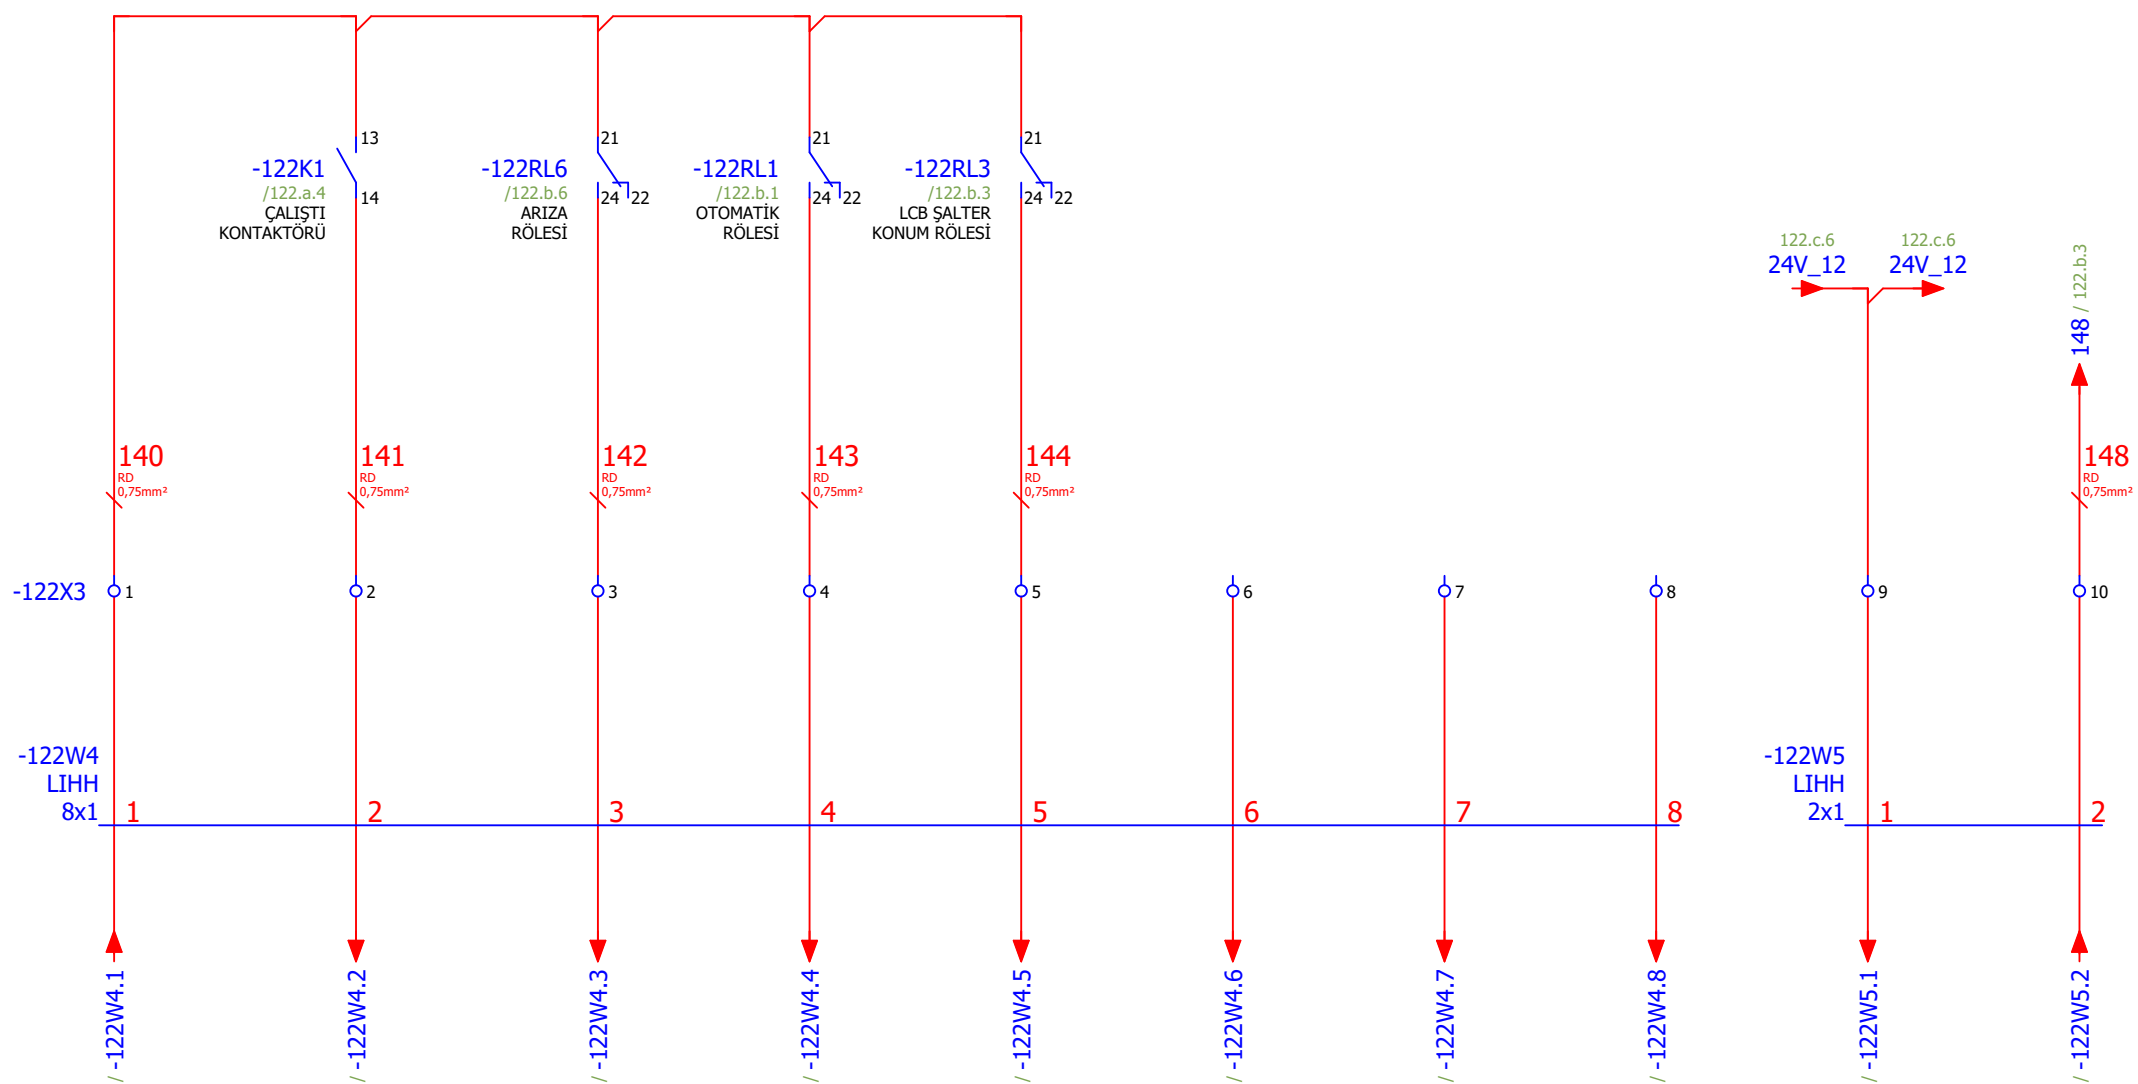 13
-122K1
/122.a.4
14
ÇALIŞTI
KONTAKTÖRÜ
21
-122RL6
/122.b.6
24 22
ARIZA
RÖLESİ
21
-122RL1
/122.b.1
24 22
OTOMATİK
RÖLESİ
21
-122RL3
/122.b.3
24 22
LCB ŞALTER
KONUM RÖLESİ
122.c.6 122.c.6
24V_12 24V_12
148 / 122.b.3
140
RD
0,75mm²
141
RD
0,75mm²
142
RD
0,75mm²
143
RD
0,75mm²
144
RD
0,75mm²
148
RD
0,75mm²
-122X3 1 2 3 4 5 6 7 8 9 10
-122W4
LIHH
8x1 1 2 3 4 5 6 7 8
-122W5
LIHH
2x1 1 2
/ -122W4.1
/ -122W4.2
/ -122W4.3
/ -122W4.4
/ -122W4.5
/ -122W4.6
/ -122W4.7
/ -122W4.8
/ -122W5.1
/ -122W5.2